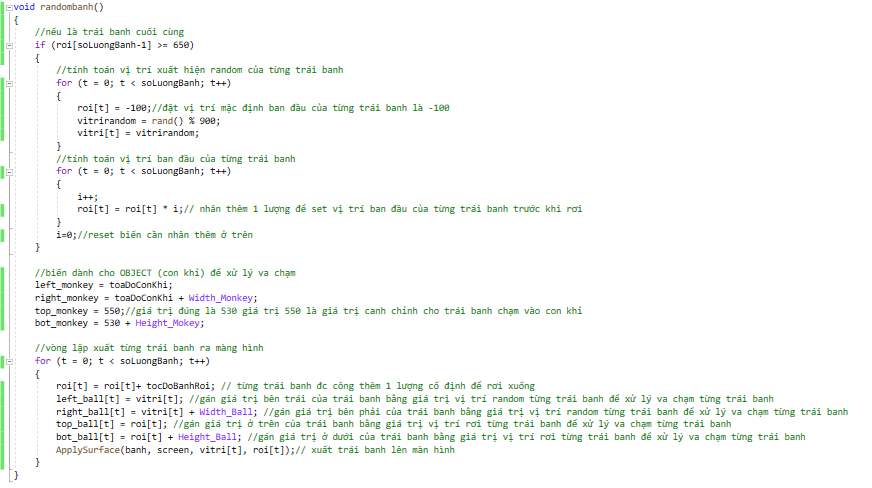 void randombanh()
{
//nếu là trái banh cuối cùng
if (roi[soLuongBanh-1] >= 650)
{
//tính toán vị trí xuất hiện random của từng trái banh
for (t = 0; t < soLuongBanh; t++)
{
roi[t] = -100;//đặt vị trí mặc định ban đầu của từng trái banh là -100
vitrirandom = rand() % 900;
vitri[t] = vitrirandom;
}
//tính toán vị trí ban đầu của từng trái banh
for (t = 0; t < soLuongBanh; t++)
{
i++;
roi[t] = roi[t] * i;// nhân thêm 1 lượng để set vị trí ban đầu của từng trái banh trước khi rơi
}
i=0;//reset biến cần nhân thêm ở trên
}
//biến dành cho OBJECT (con khỉ) để xử lý va chạm
left_monkey = toaDoConKhi;
right_monkey = toaDoConKhi + Width_Monkey;
top_monkey = 550;//giá trị đúng là 530 giá trị 550 là giá trị canh chỉnh cho trái banh chạm vào con khỉ
bot_monkey = 530 + Height_Mokey;
//vòng lặp xuất từng trái banh ra màng hình
for (t = 0; t < soLuongBanh; t++)
{
roi[t] = roi[t]+ tocDoBanhRoi; // từng trái banh đc công thêm 1 lượng cố định để rơi xuống
left_ball[t] = vitri[t]; //gán giá trị bên trái của trái banh bằng giá trị vị trí random từng trái banh để xử lý va chạm từng trái banh
right_ball[t] = vitri[t] + Width_Ball; //gán giá trị bên phải của trái banh bằng giá trị vị trí random từng trái banh để xử lý va chạm từng trái banh
top_ball[t] = roi[t]; //gán giá trị ở trên của trái banh bằng giá trị vị trí rơi từng trái banh để xử lý va chạm từng trái banh
bot_ball[t] = roi[t] + Height_Ball; //gán giá trị ở dưới của trái banh bằng giá trị vị trí rơi từng trái banh để xử lý va chạm từng trái banh
ApplySurface(banh, screen, vitri[t], roi[t]);// xuất trái banh lên màn hình
}
}